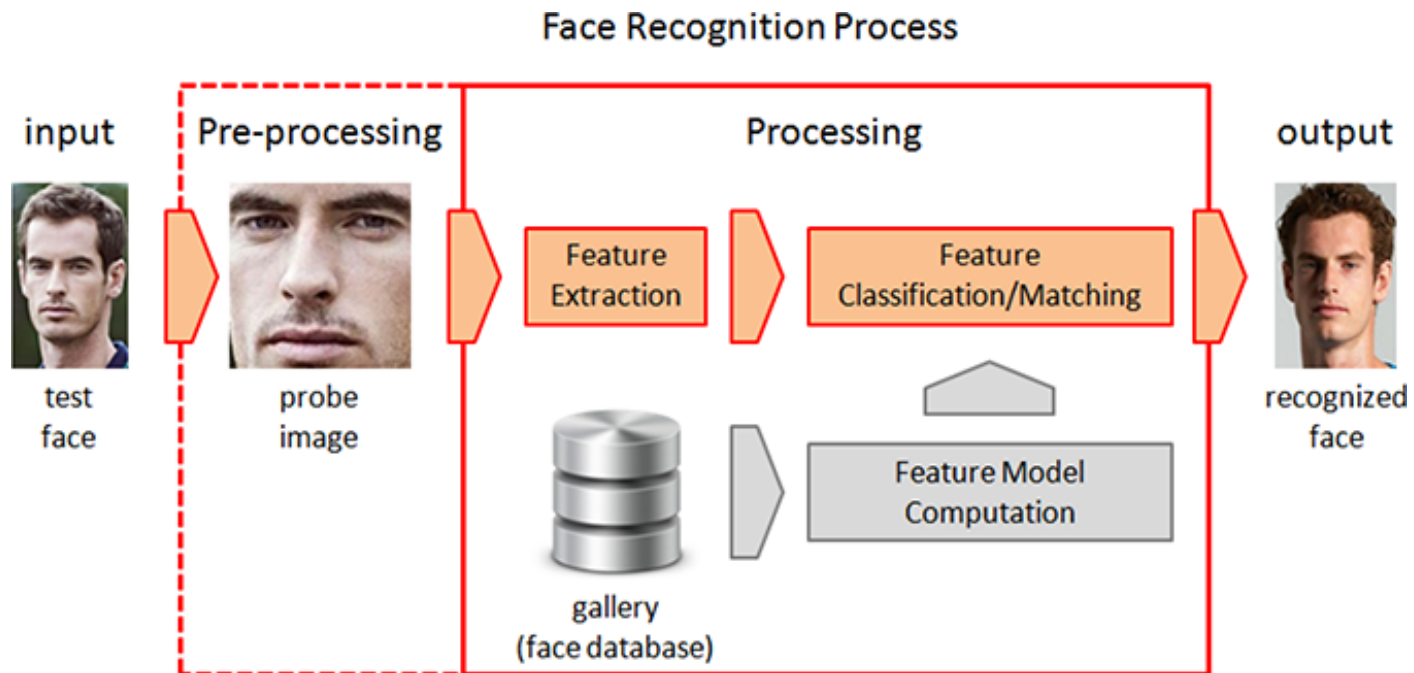 Face Recognition Process
input
Pre-processing
Processing
output
Feature
Extraction
Feature
Classification/Matching
test
face
probe
image
recognized
face
Feature Model
Computation
gallery
(face database)